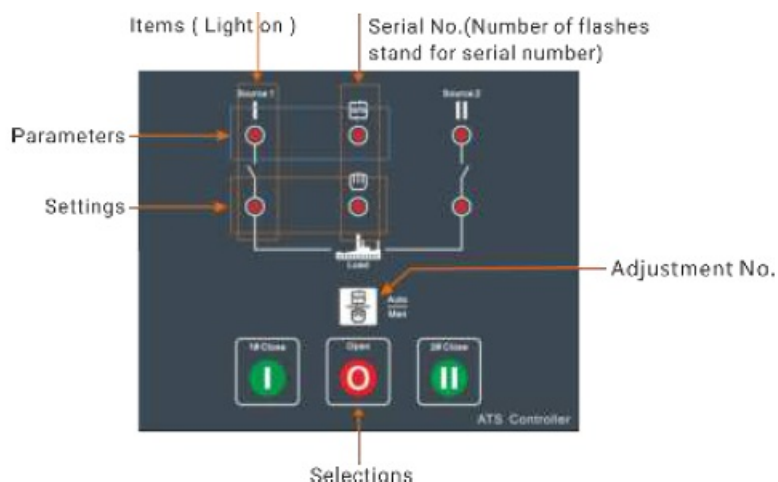 Items ( Light on )
Serial No.(Number of flashes
stand for serial number)
Source 1
Source 2
I
II
Parameters
Settings
Load
Adjustment No.
Auto
Man
1# Close
Open
2# Close
I
O
II
ATS Controller
Selections